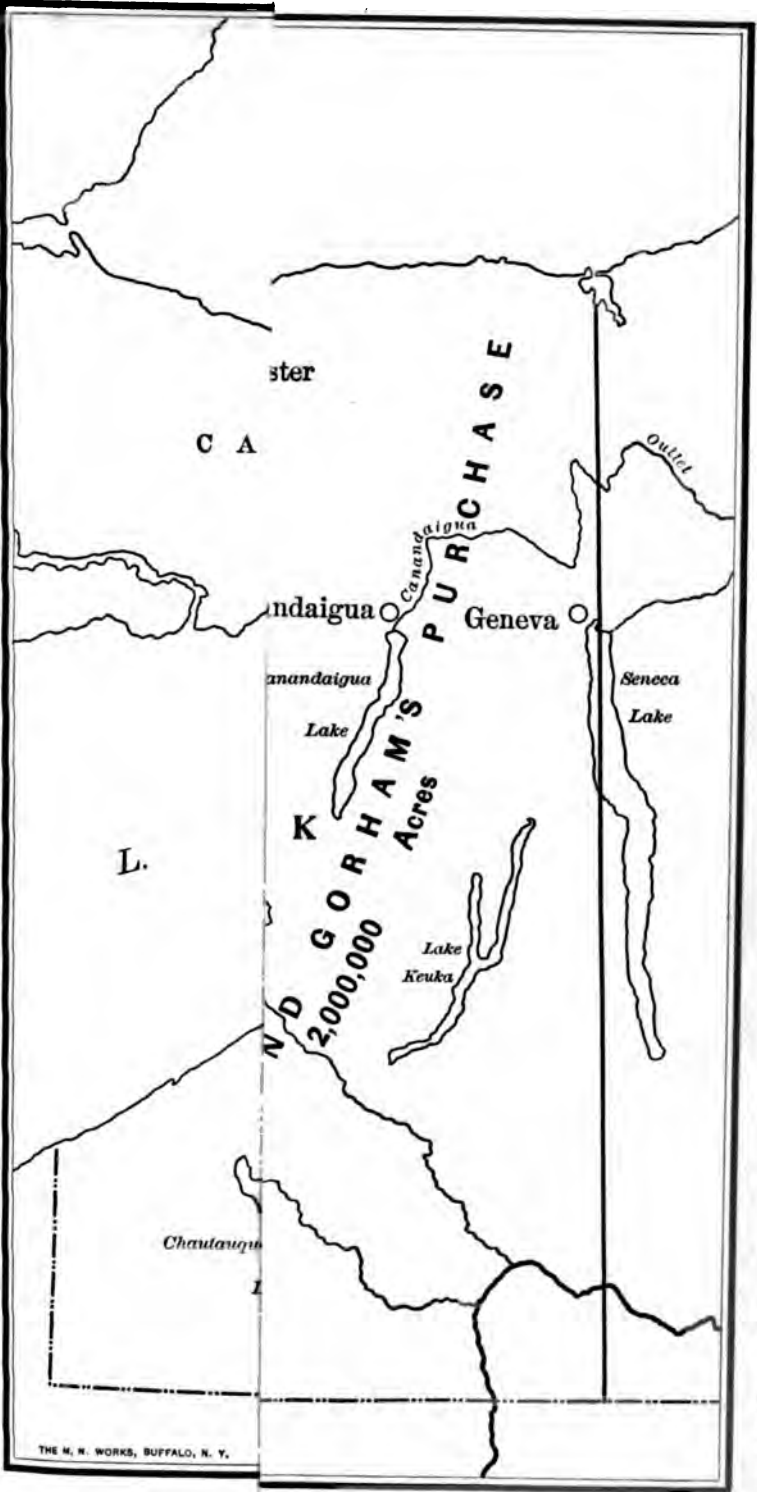 ster
C A
Outlet
Canandaigua
ndaigua
Geneva
anandaigua
Lake
Seneca
Lake
K
L.
ND GORHAM'S PURCHASE
2,000,000 Acres
Lake
Keuka
Chautauqu
L
THE M. N. WORKS, BUFFALO, N. Y.